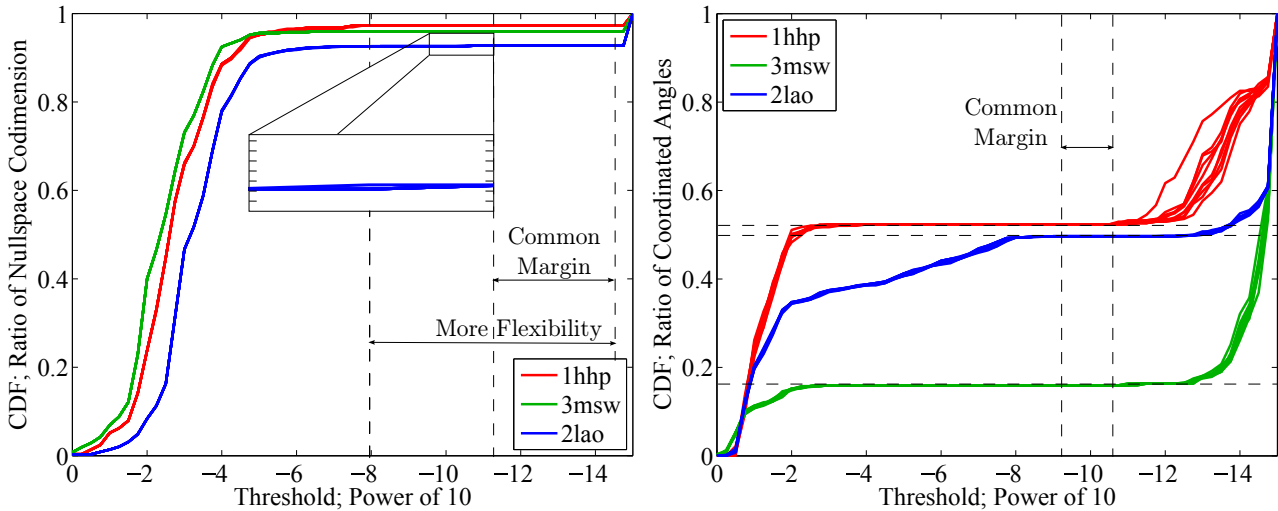 CDF; Ratio of Nullspace Codimension
1
0.8
0.6
0.4
0.2
0
Common
Margin
More Flexibility
1hhp
3msw
2lao
0
−2
−4
−6
−8
−10
−12
−14
Threshold; Power of 10
CDF; Ratio of Coordinated Angles
1
0.8
0.6
0.4
0.2
0
1hhp
3msw
2lao
Common
Margin
0
−2
−4
−6
−8
−10
−12
−14
Threshold; Power of 10